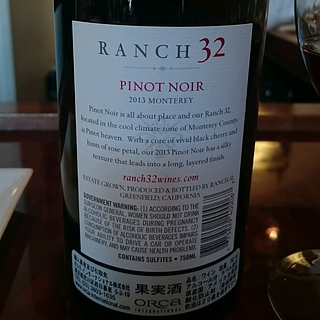 RANCH 32
PINOT NOIR
2013 MONTEREY
Pinot Noir is all about place and our Ranch 32,
located in the cool climate zone of Monterey County
is Pinot heaven. With a core of vivid black cherry and
hints of rose petal, our 2013 Pinot Noir has a silky
texture that leads into a long, layered finish.
ranch32wines.com
ESTATE GROWN, PRODUCED & BOTTLED BY RANCH 32
GREENFIELD, CALIFORNIA
GOVERNMENT WARNING: (1) ACCORDING TO THE
GENERAL, WOMEN SHOULD NOT DRINK
ALCOHOLIC BEVERAGES DURING PREGNANCY
BECAUSE OF THE RISK OF BIRTH DEFECTS. (2)
CONSUMPTION OF ALCOHOLIC BEVERAGES IMPAIRS
ABILITY TO DRIVE A CAR OR OPERATE
MACHINERY, AND MAY CAUSE HEALTH PROBLEMS.
CONTAINS SULFITES • 750ML
果実酒
ORCA
international